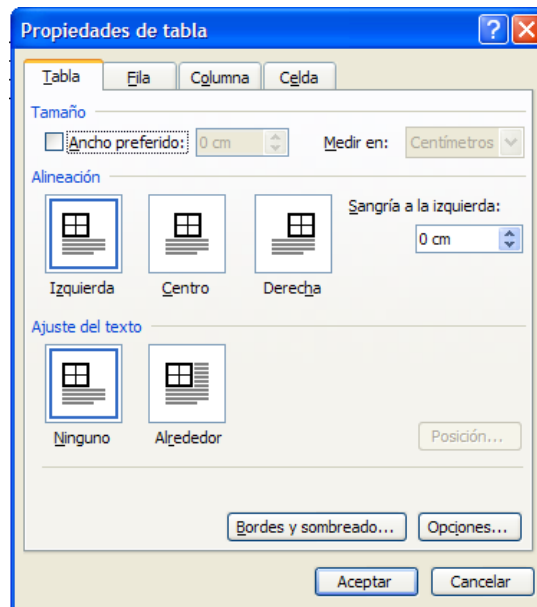 Propiedades de tabla
Tabla Fila Columna Celda
Tamaño
Ancho preferido: 0 cm Medir en: Centímetros
Alineación
Sangría a la izquierda:
0 cm
Izquierda Centro Derecha
Ajuste del texto
Ninguno Alrededor
Posición...
Bordes y sombreado... Opciones...
Aceptar Cancelar